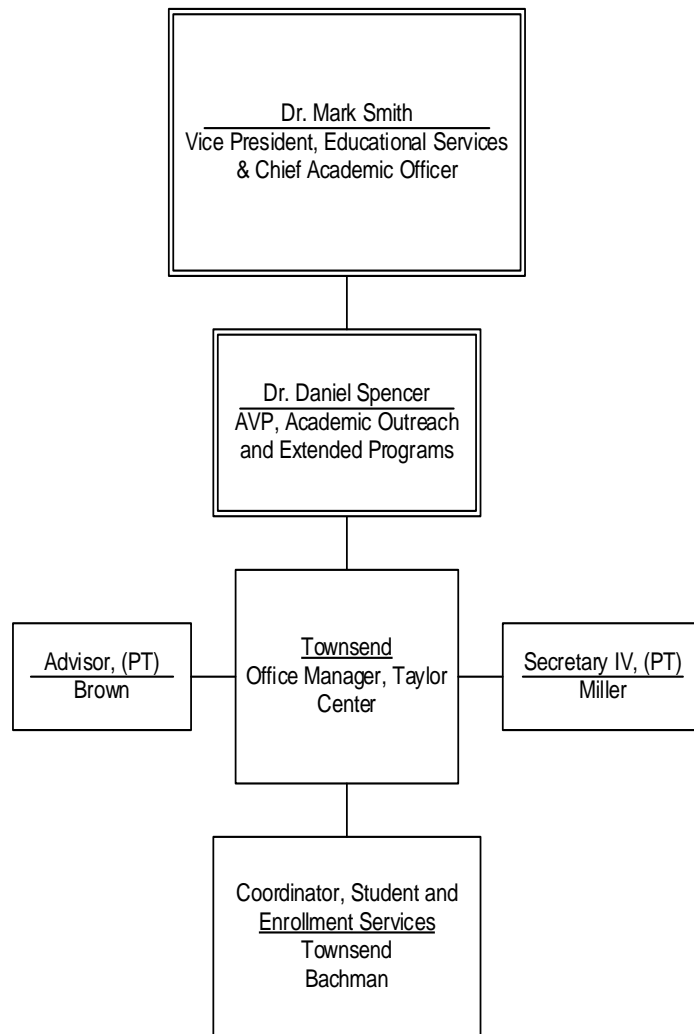 Dr. Mark Smith
Vice President, Educational Services
& Chief Academic Officer
Dr. Daniel Spencer
AVP, Academic Outreach
and Extended Programs
Advisor, (PT)
Brown
Townsend
Office Manager, Taylor
Center
Secretary IV, (PT)
Miller
Coordinator, Student and
Enrollment Services
Townsend
Bachman